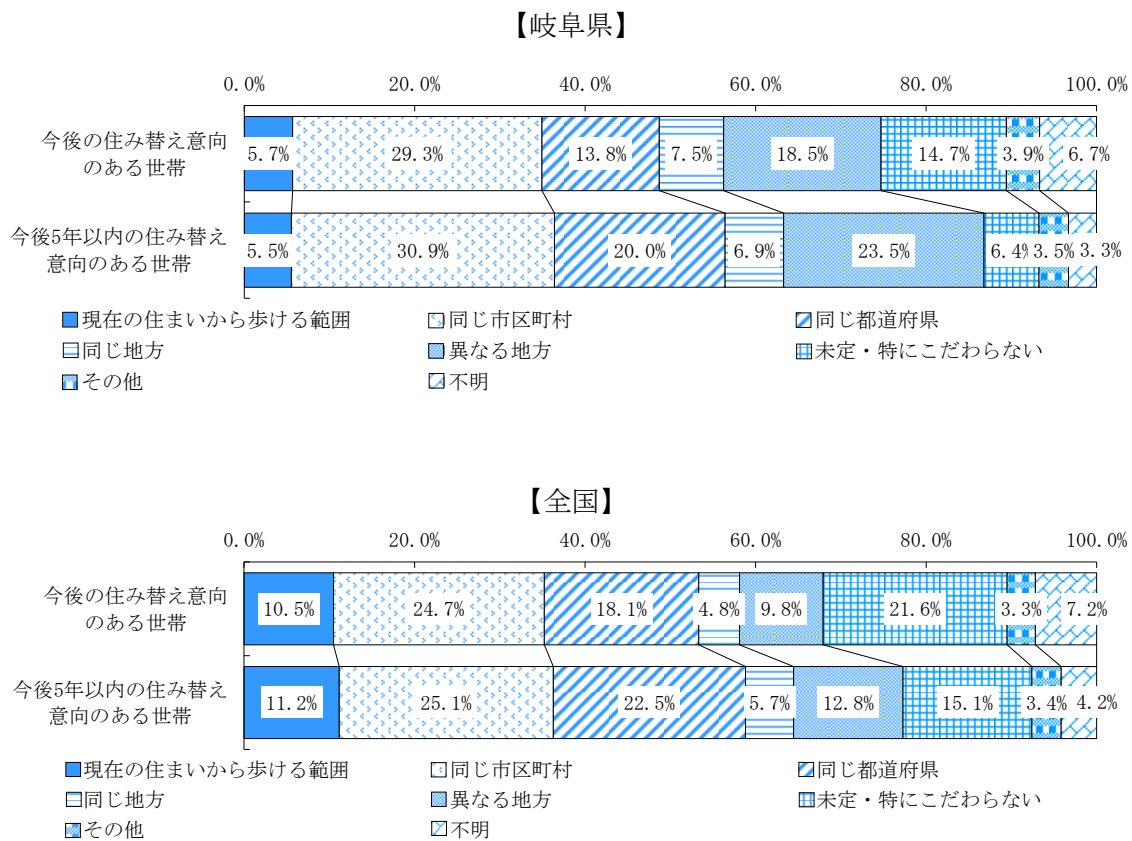 【岐阜県】
0.0% 20.0% 40.0% 60.0% 80.0% 100.0%
今後の住み替え意向
のある世帯
5.7% 29.3% 13.8% 7.5% 18.5% 14.7% 3.9% 6.7%
今後5年以内の住み替え
意向のある世帯
5.5% 30.9% 20.0% 6.9% 23.5% 6.4% 3.5% 3.3%
現在の住まいから歩ける範囲 同じ市区町村 同じ都道府県
同じ地方 異なる地方 未定・特にこだわらない
その他 不明
【全国】
0.0% 20.0% 40.0% 60.0% 80.0% 100.0%
今後の住み替え意向
のある世帯
10.5% 24.7% 18.1% 4.8% 9.8% 21.6% 3.3% 7.2%
今後5年以内の住み替え
意向のある世帯
11.2% 25.1% 22.5% 5.7% 12.8% 15.1% 3.4% 4.2%
現在の住まいから歩ける範囲 同じ市区町村 同じ都道府県
同じ地方 異なる地方 未定・特にこだわらない
その他 不明